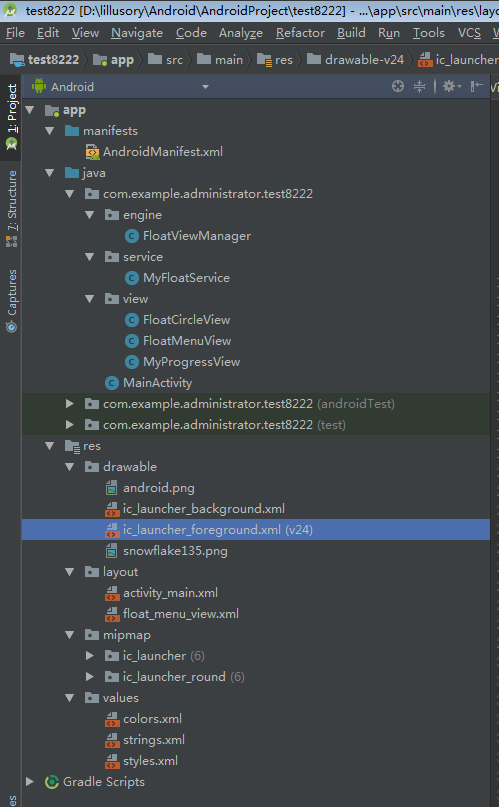 test8222 [D:\lillusory\Android\AndroidProject\test8222] - ...\app\src\main\res\layo
File Edit View Navigate Code Analyze Refactor Build Run Tools VCS W
test8222 app src main res drawable-v24 ic_launcher
Android
1: Project
7: Structure
Captures
app
manifests
AndroidManifest.xml
java
com.example.administrator.test8222
engine
FloatViewManager
service
MyFloatService
view
FloatCircleView
FloatMenuView
MyProgressView
MainActivity
com.example.administrator.test8222 (androidTest)
com.example.administrator.test8222 (test)
res
drawable
android.png
ic_launcher_background.xml
ic_launcher_foreground.xml (v24)
snowflake135.png
layout
activity_main.xml
float_menu_view.xml
mipmap
ic_launcher (6)
ic_launcher_round (6)
values
colors.xml
strings.xml
styles.xml
Gradle Scripts